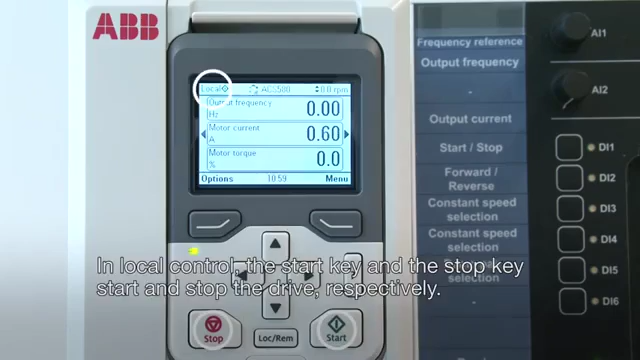 ABB
Local ACS580 0.0 rpm
Output frequency
Hz 0.00
Motor current
A 0.60
Motor torque
% 0.0
Options 10:59 Menu
In local control, the start key and the stop key
start and stop the drive, respectively.
Stop Loc/Rem Start
Frequency reference
Output frequency
-
Output current
Start / Stop
Forward /
Reverse
Constant speed
selection
Constant speed
selection
-
AI1
AI2
DI1
DI2
DI3
DI4
DI5
DI6